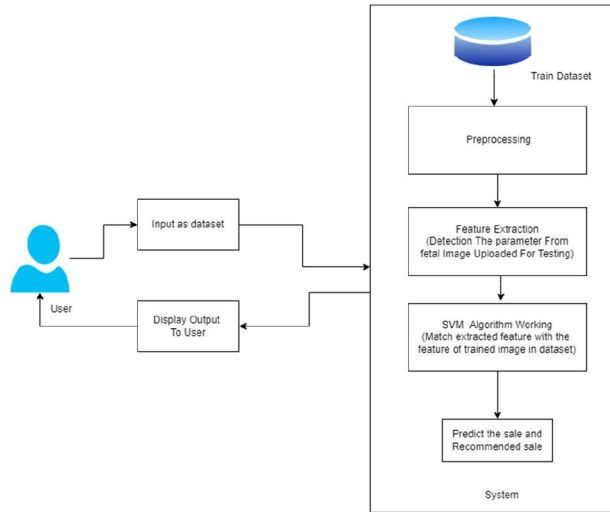 Train Dataset
Preprocessing
Input as dataset
Feature Extraction
(Detection The parameter From
fetal Image Uploaded For Testing)
User
Display Output
To User
SVM Algorithm Working
(Match extracted feature with the
feature of trained image in dataset)
Predict the sale and
Recommended sale
System